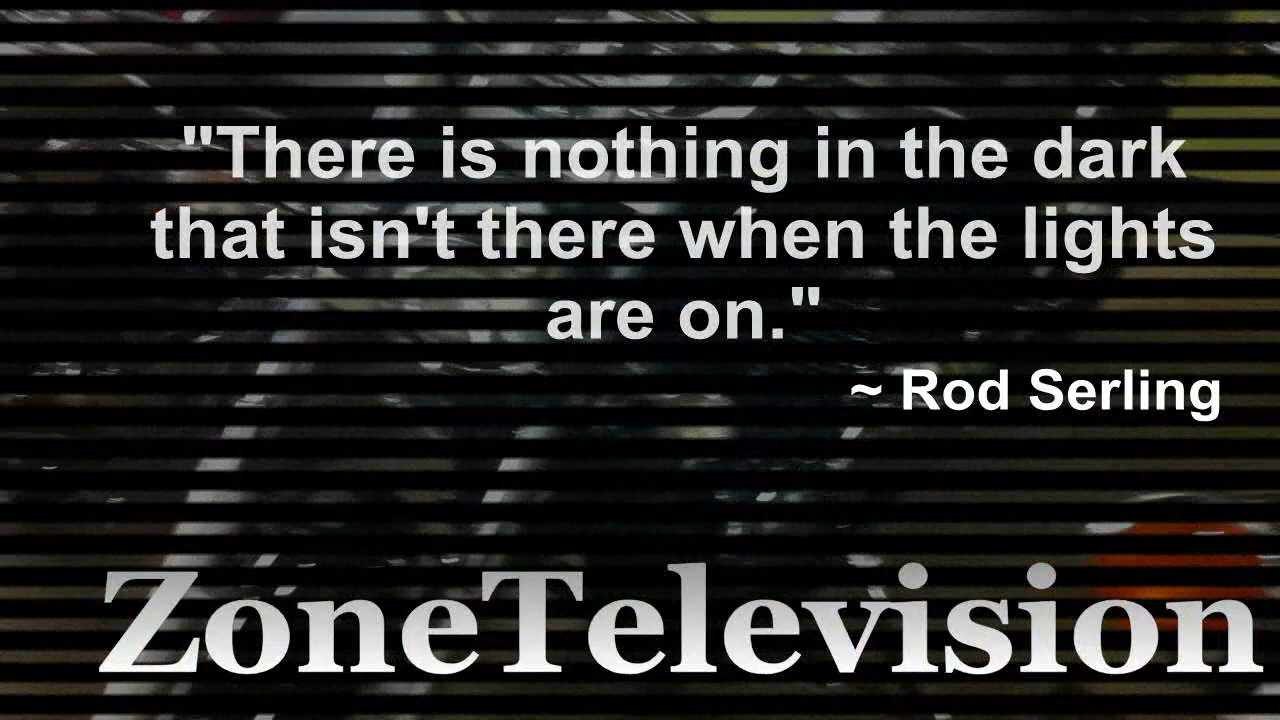 "There is nothing in the dark
that isn't there when the lights
are on."
~ Rod Serling
ZoneTelevision